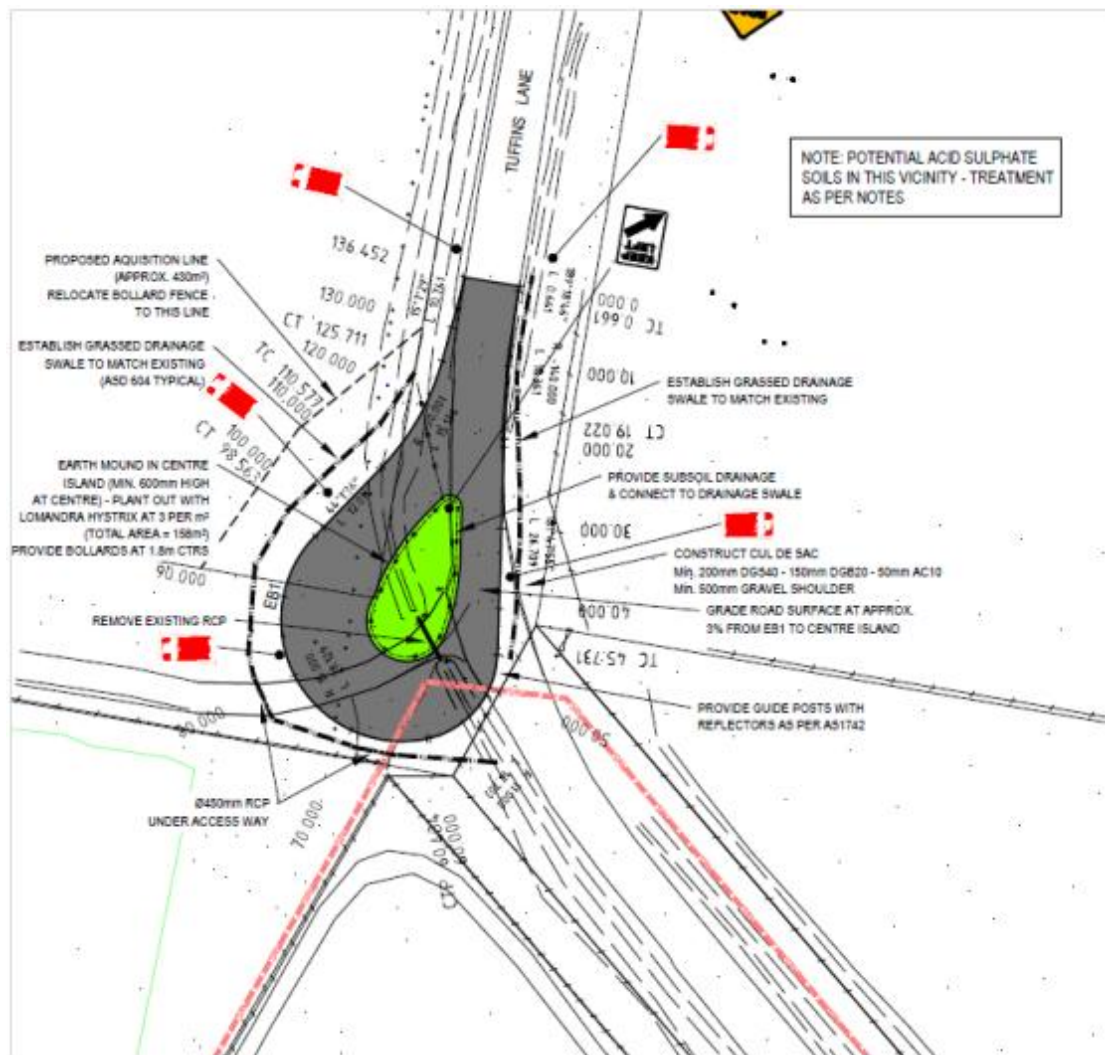 TUFFINS LANE
NOTE: POTENTIAL ACID SULPHATE
SOILS IN THIS VICINITY - TREATMENT
AS PER NOTES
KEEP
LEFT
PROPOSED AQUISITION LINE
(APPROX. 430m²)
RELOCATE BOLLARD FENCE
TO THIS LINE
ESTABLISH GRASSED DRAINAGE
SWALE TO MATCH EXISTING
(ASD 604 TYPICAL)
EARTH MOUND IN CENTRE
ISLAND (MIN. 600mm HIGH
AT CENTRE) - PLANT OUT WITH
LOMANDRA HYSTRIX AT 3 PER m²
(TOTAL AREA = 158m²)
PROVIDE BOLLARDS AT 1.8m CTRS
REMOVE EXISTING RCP
Ø450mm RCP
UNDER ACCESS WAY
136.452
130.000
CT 125.711
120.000
TC 110.577
110.000
100.000
CT 98.563
90.000
EB1
70.000
60.000
50.000
TC 45.731
40.000
30.000
20.000
CT 19.022
10.000
TC 0.661
0.000
ESTABLISH GRASSED DRAINAGE
SWALE TO MATCH EXISTING
PROVIDE SUBSOIL DRAINAGE
& CONNECT TO DRAINAGE SWALE
CONSTRUCT CUL DE SAC
Min. 200mm DGS40 - 150mm DGB20 - 50mm AC10
Min. 500mm GRAVEL SHOULDER
GRADE ROAD SURFACE AT APPROX.
3% FROM EB1 TO CENTRE ISLAND
PROVIDE GUIDE POSTS WITH
REFLECTORS AS PER AS1742